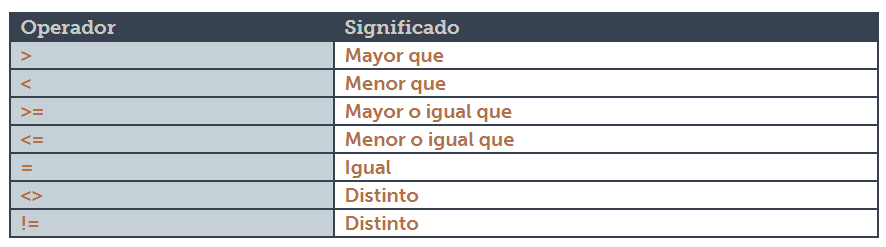 Operador Significado
> Mayor que
< Menor que
>= Mayor o igual que
<= Menor o igual que
= Igual
<> Distinto
!= Distinto